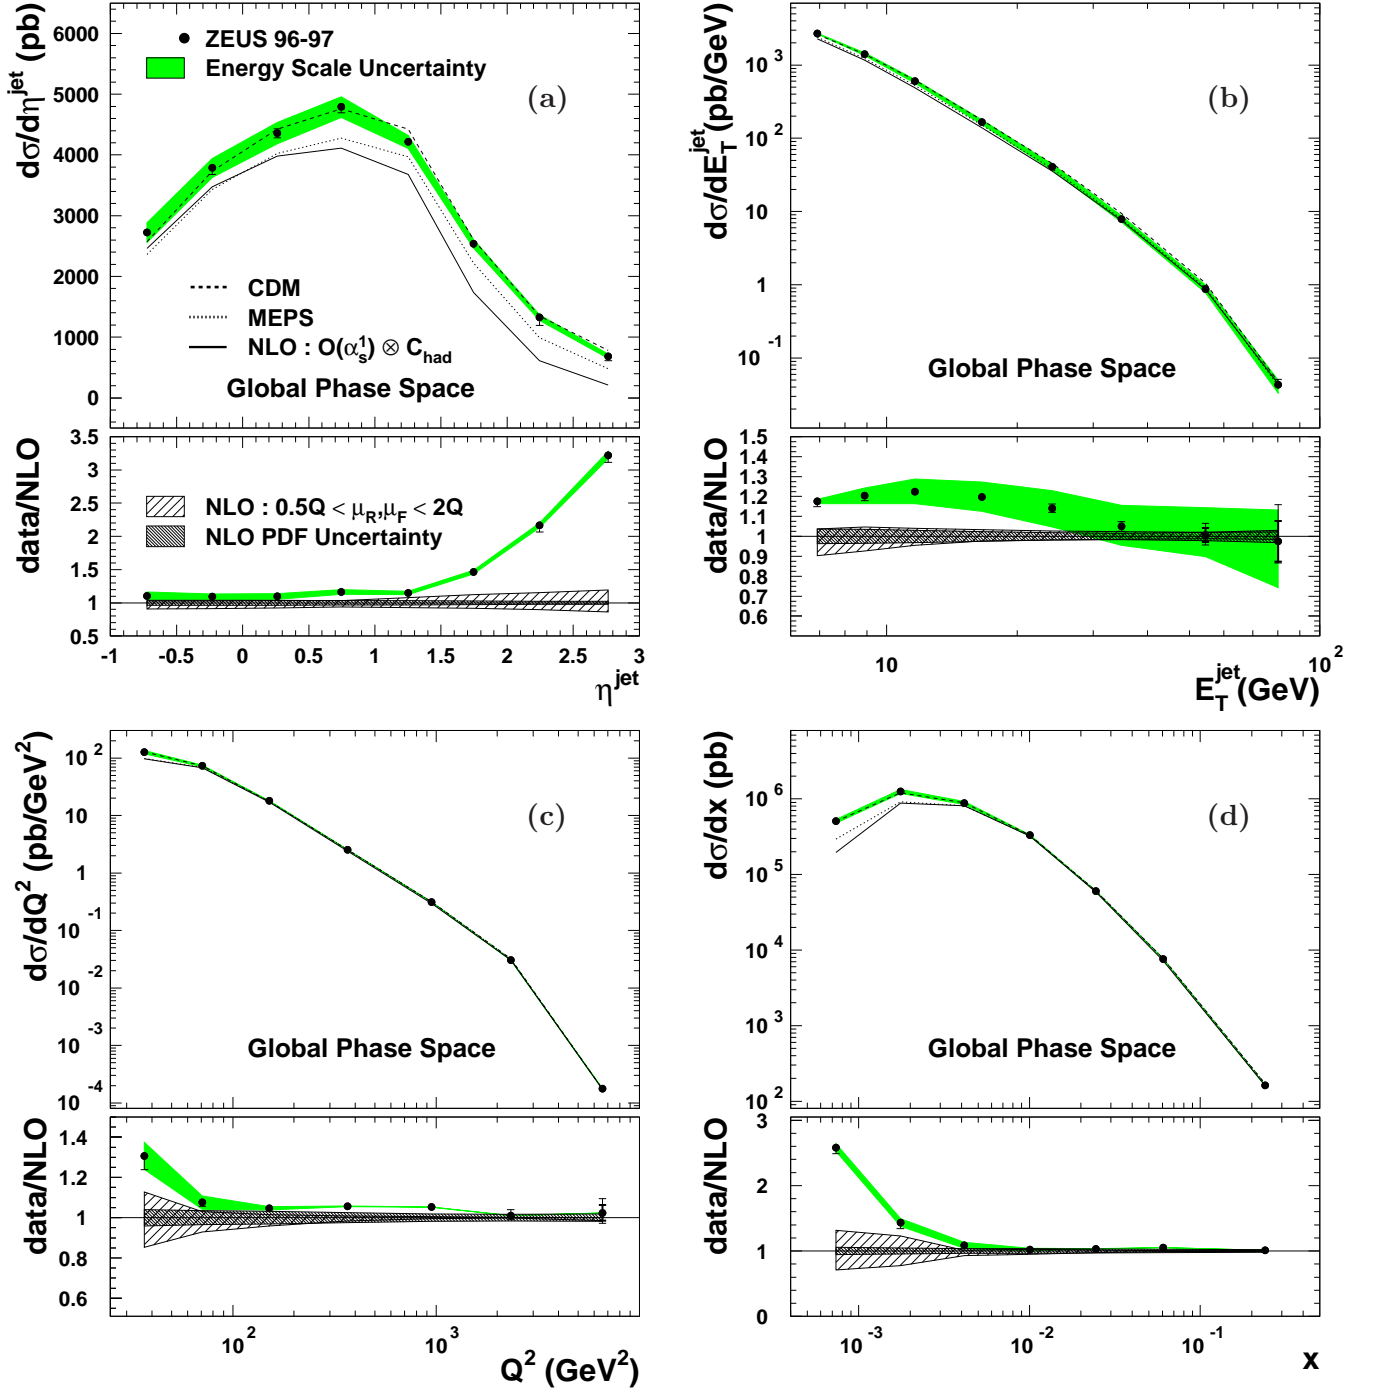 dσ/dη^jet (pb)
6000
5000
4000
3000
2000
1000
0
ZEUS 96-97
Energy Scale Uncertainty
(a)
CDM
MEPS
NLO : O(α_s^1) ⊗ C_had
Global Phase Space
data/NLO
3.5
3
2.5
2
1.5
1
0.5
NLO : 0.5Q < μ_R,μ_F < 2Q
NLO PDF Uncertainty
-1 -0.5 0 0.5 1 1.5 2 2.5 3
η^jet
dσ/dE_T^jet(pb/GeV)
10^3
10^2
10
1
10^-1
(b)
Global Phase Space
data/NLO
1.5
1.4
1.3
1.2
1.1
1
0.9
0.8
0.7
0.6
10 10^2
E_T^jet(GeV)
dσ/dQ^2 (pb/GeV^2)
10^2
10
1
10^-1
10^-2
10^-3
10^-4
(c)
Global Phase Space
data/NLO
1.4
1.2
1
0.8
0.6
10^2 10^3
Q^2 (GeV^2)
dσ/dx (pb)
10^6
10^5
10^4
10^3
10^2
(d)
Global Phase Space
data/NLO
3
2
1
0
10^-3 10^-2 10^-1
x